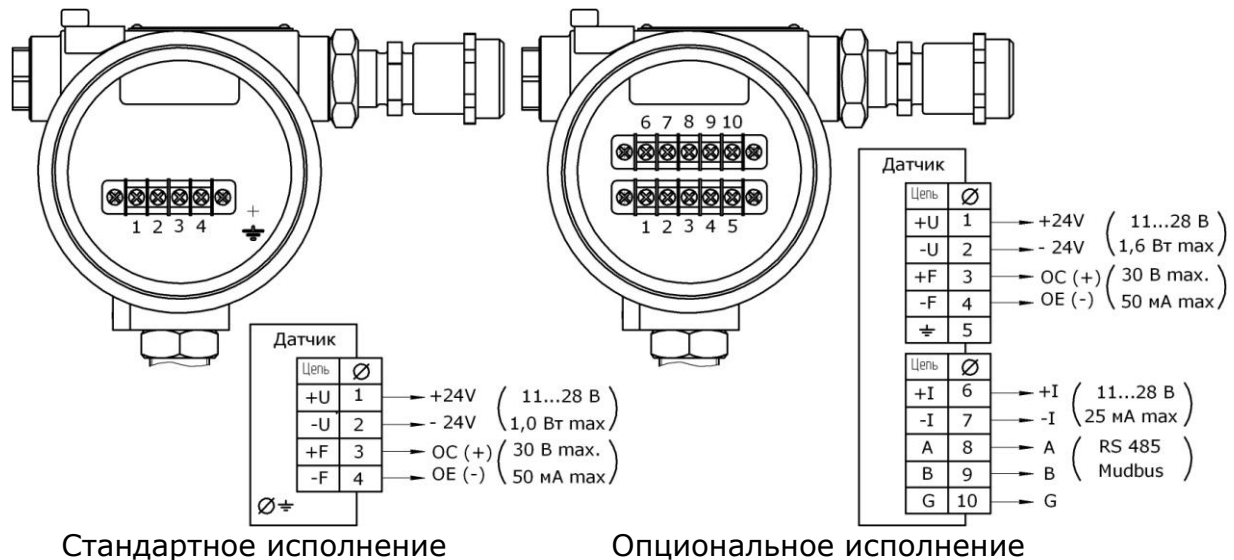 6 7 8 9 10
1 2 3 4
1 2 3 4 5
Датчик
Цепь Ø
+U 1 +24V 11...28 В
-U 2 - 24V 1,0 Вт max
+F 3 OC (+) 30 В max.
-F 4 OE (-) 50 мА max
Ø
Датчик
Цепь Ø
+U 1 +24V 11...28 В
-U 2 - 24V 1,6 Вт max
+F 3 OC (+) 30 В max.
-F 4 OE (-) 50 мА max
5
Цепь Ø
+I 6 +I 11...28 В
-I 7 -I 25 мА max
A 8 A RS 485
B 9 B Mudbus
G 10 G
Стандартное исполнение
Опциональное исполнение